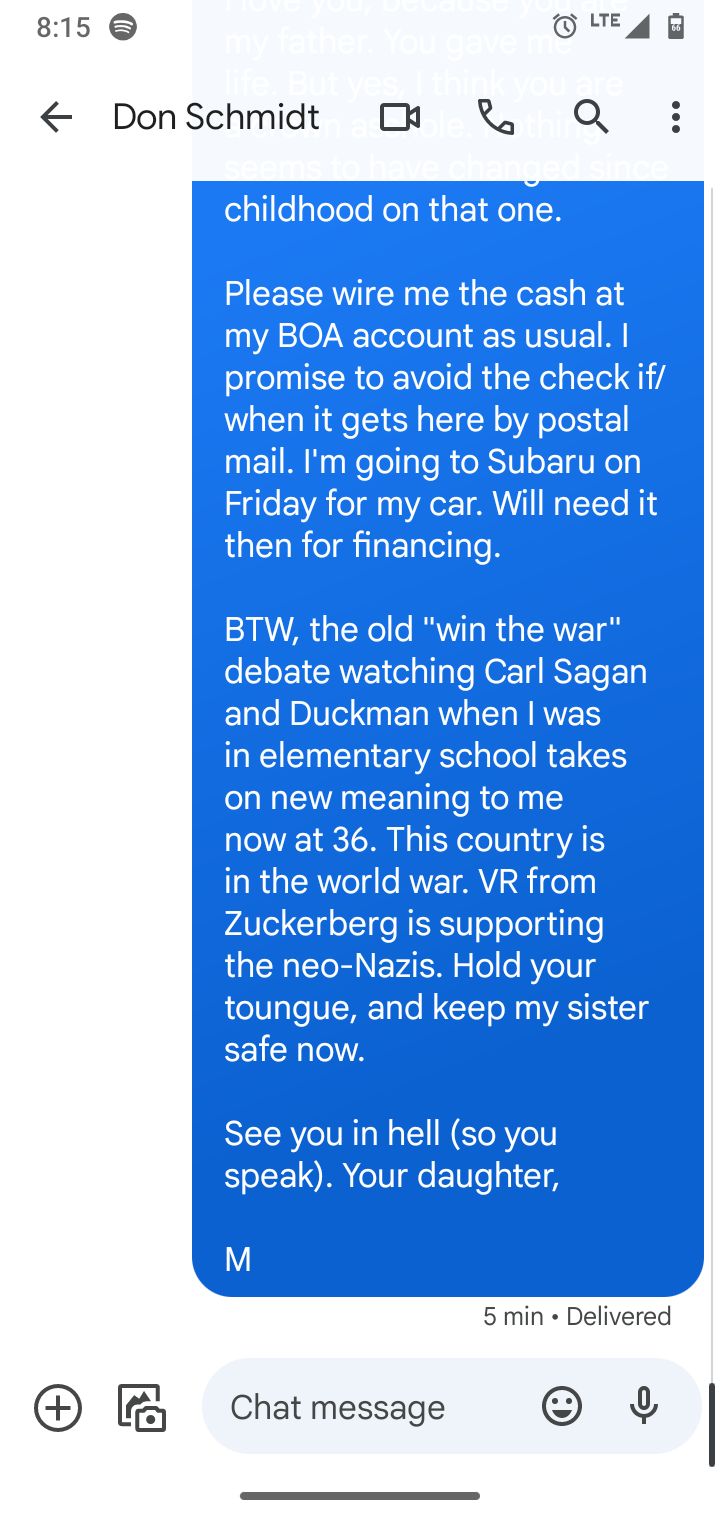 8:15
LTE
66
I love you, because you are
my father. You gave me
life. But yes, I think you are
Don Schmidt
seems to have changed since
childhood on that one.
Please wire me the cash at
my BOA account as usual. I
promise to avoid the check if/
when it gets here by postal
mail. I'm going to Subaru on
Friday for my car. Will need it
then for financing.
BTW, the old "win the war"
debate watching Carl Sagan
and Duckman when I was
in elementary school takes
on new meaning to me
now at 36. This country is
in the world war. VR from
Zuckerberg is supporting
the neo-Nazis. Hold your
toungue, and keep my sister
safe now.
See you in hell (so you
speak). Your daughter,
M
5 min • Delivered
Chat message